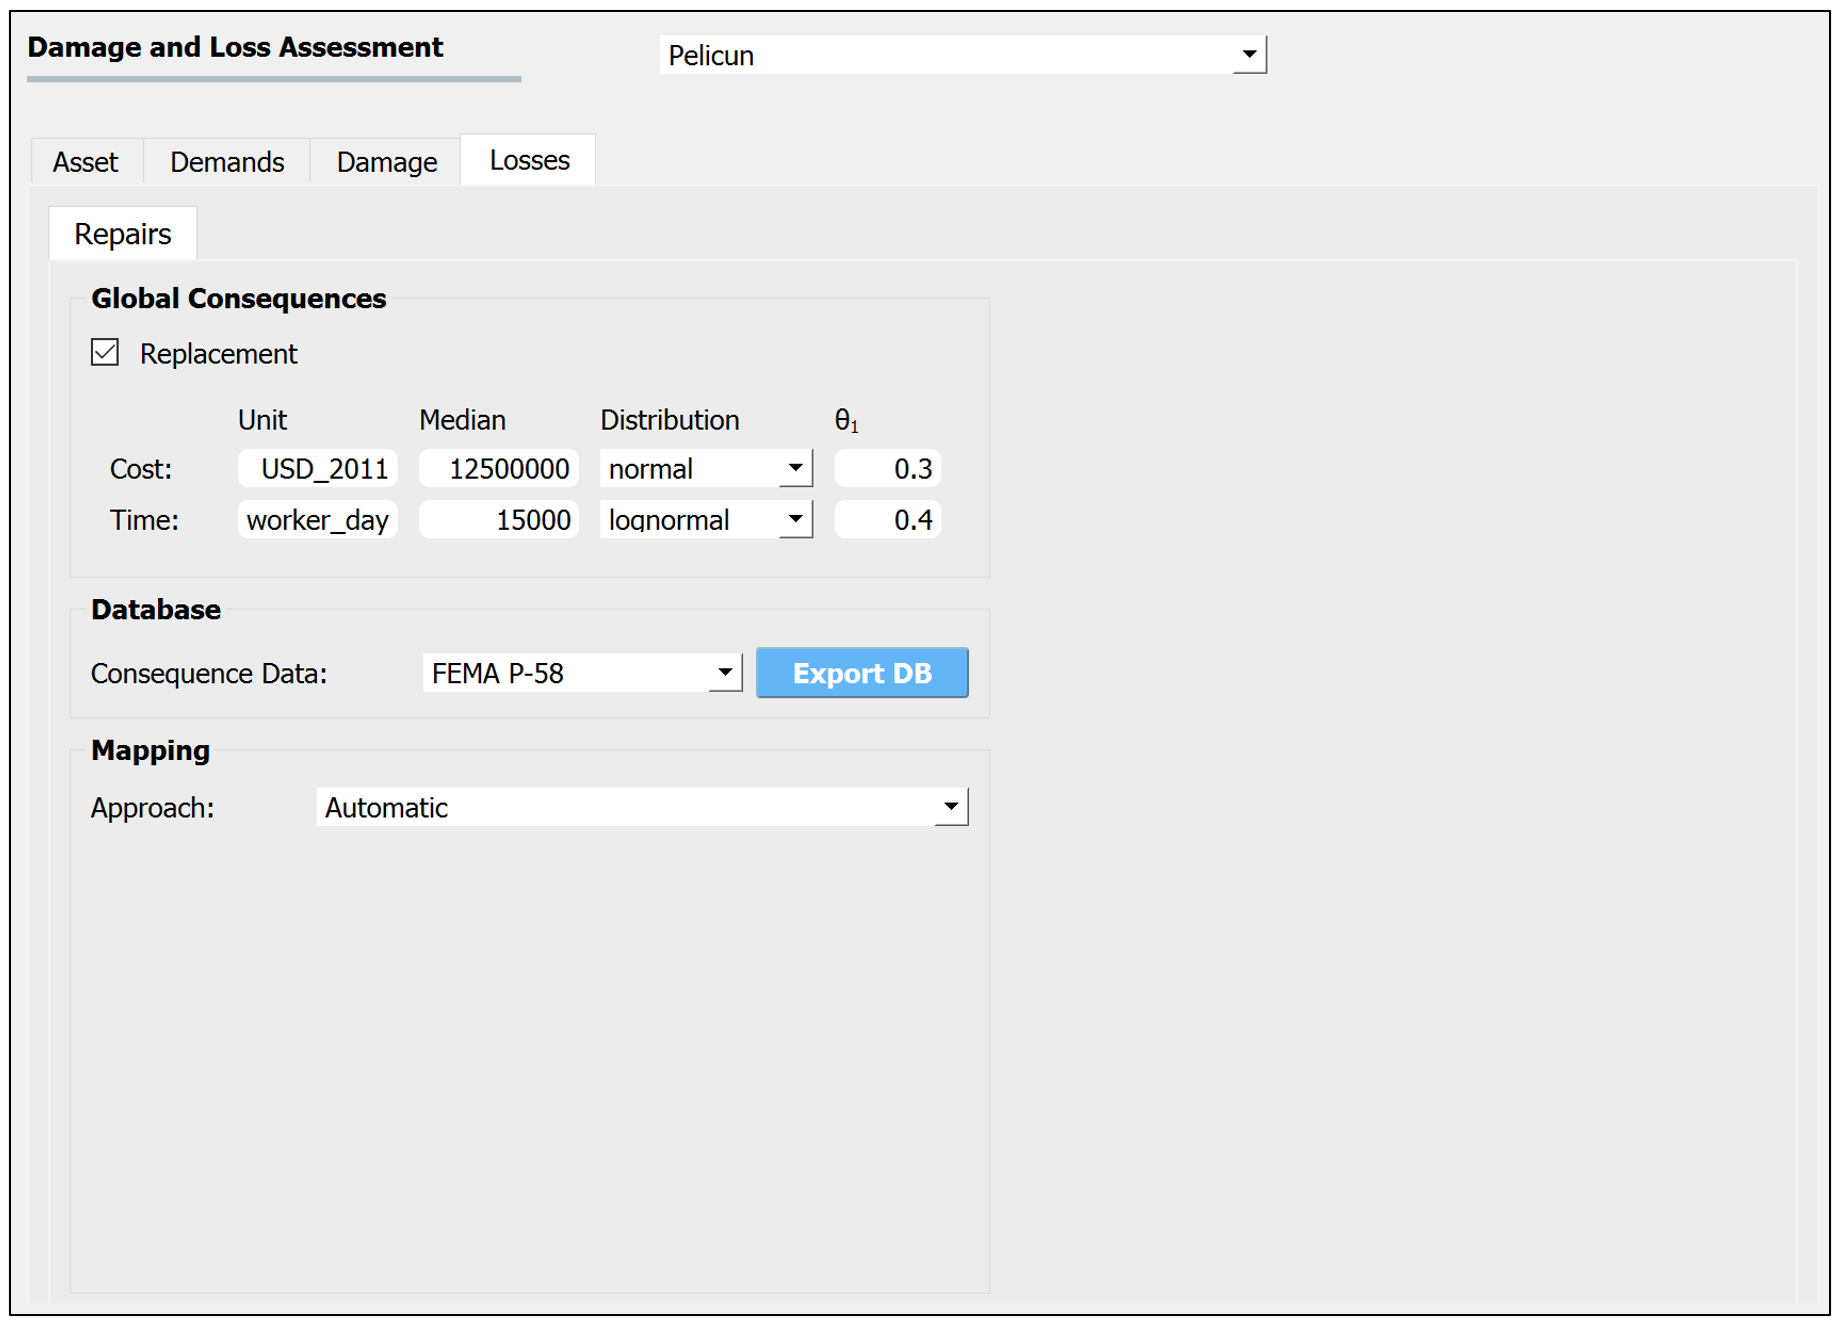 Damage and Loss Assessment
Pelicun
Asset Demands Damage Losses
Repairs
Global Consequences
Replacement
Unit Median Distribution θ₁
Cost: USD_2011 12500000 normal 0.3
Time: worker_day 15000 lognormal 0.4
Database
Consequence Data: FEMA P-58 Export DB
Mapping
Approach: Automatic